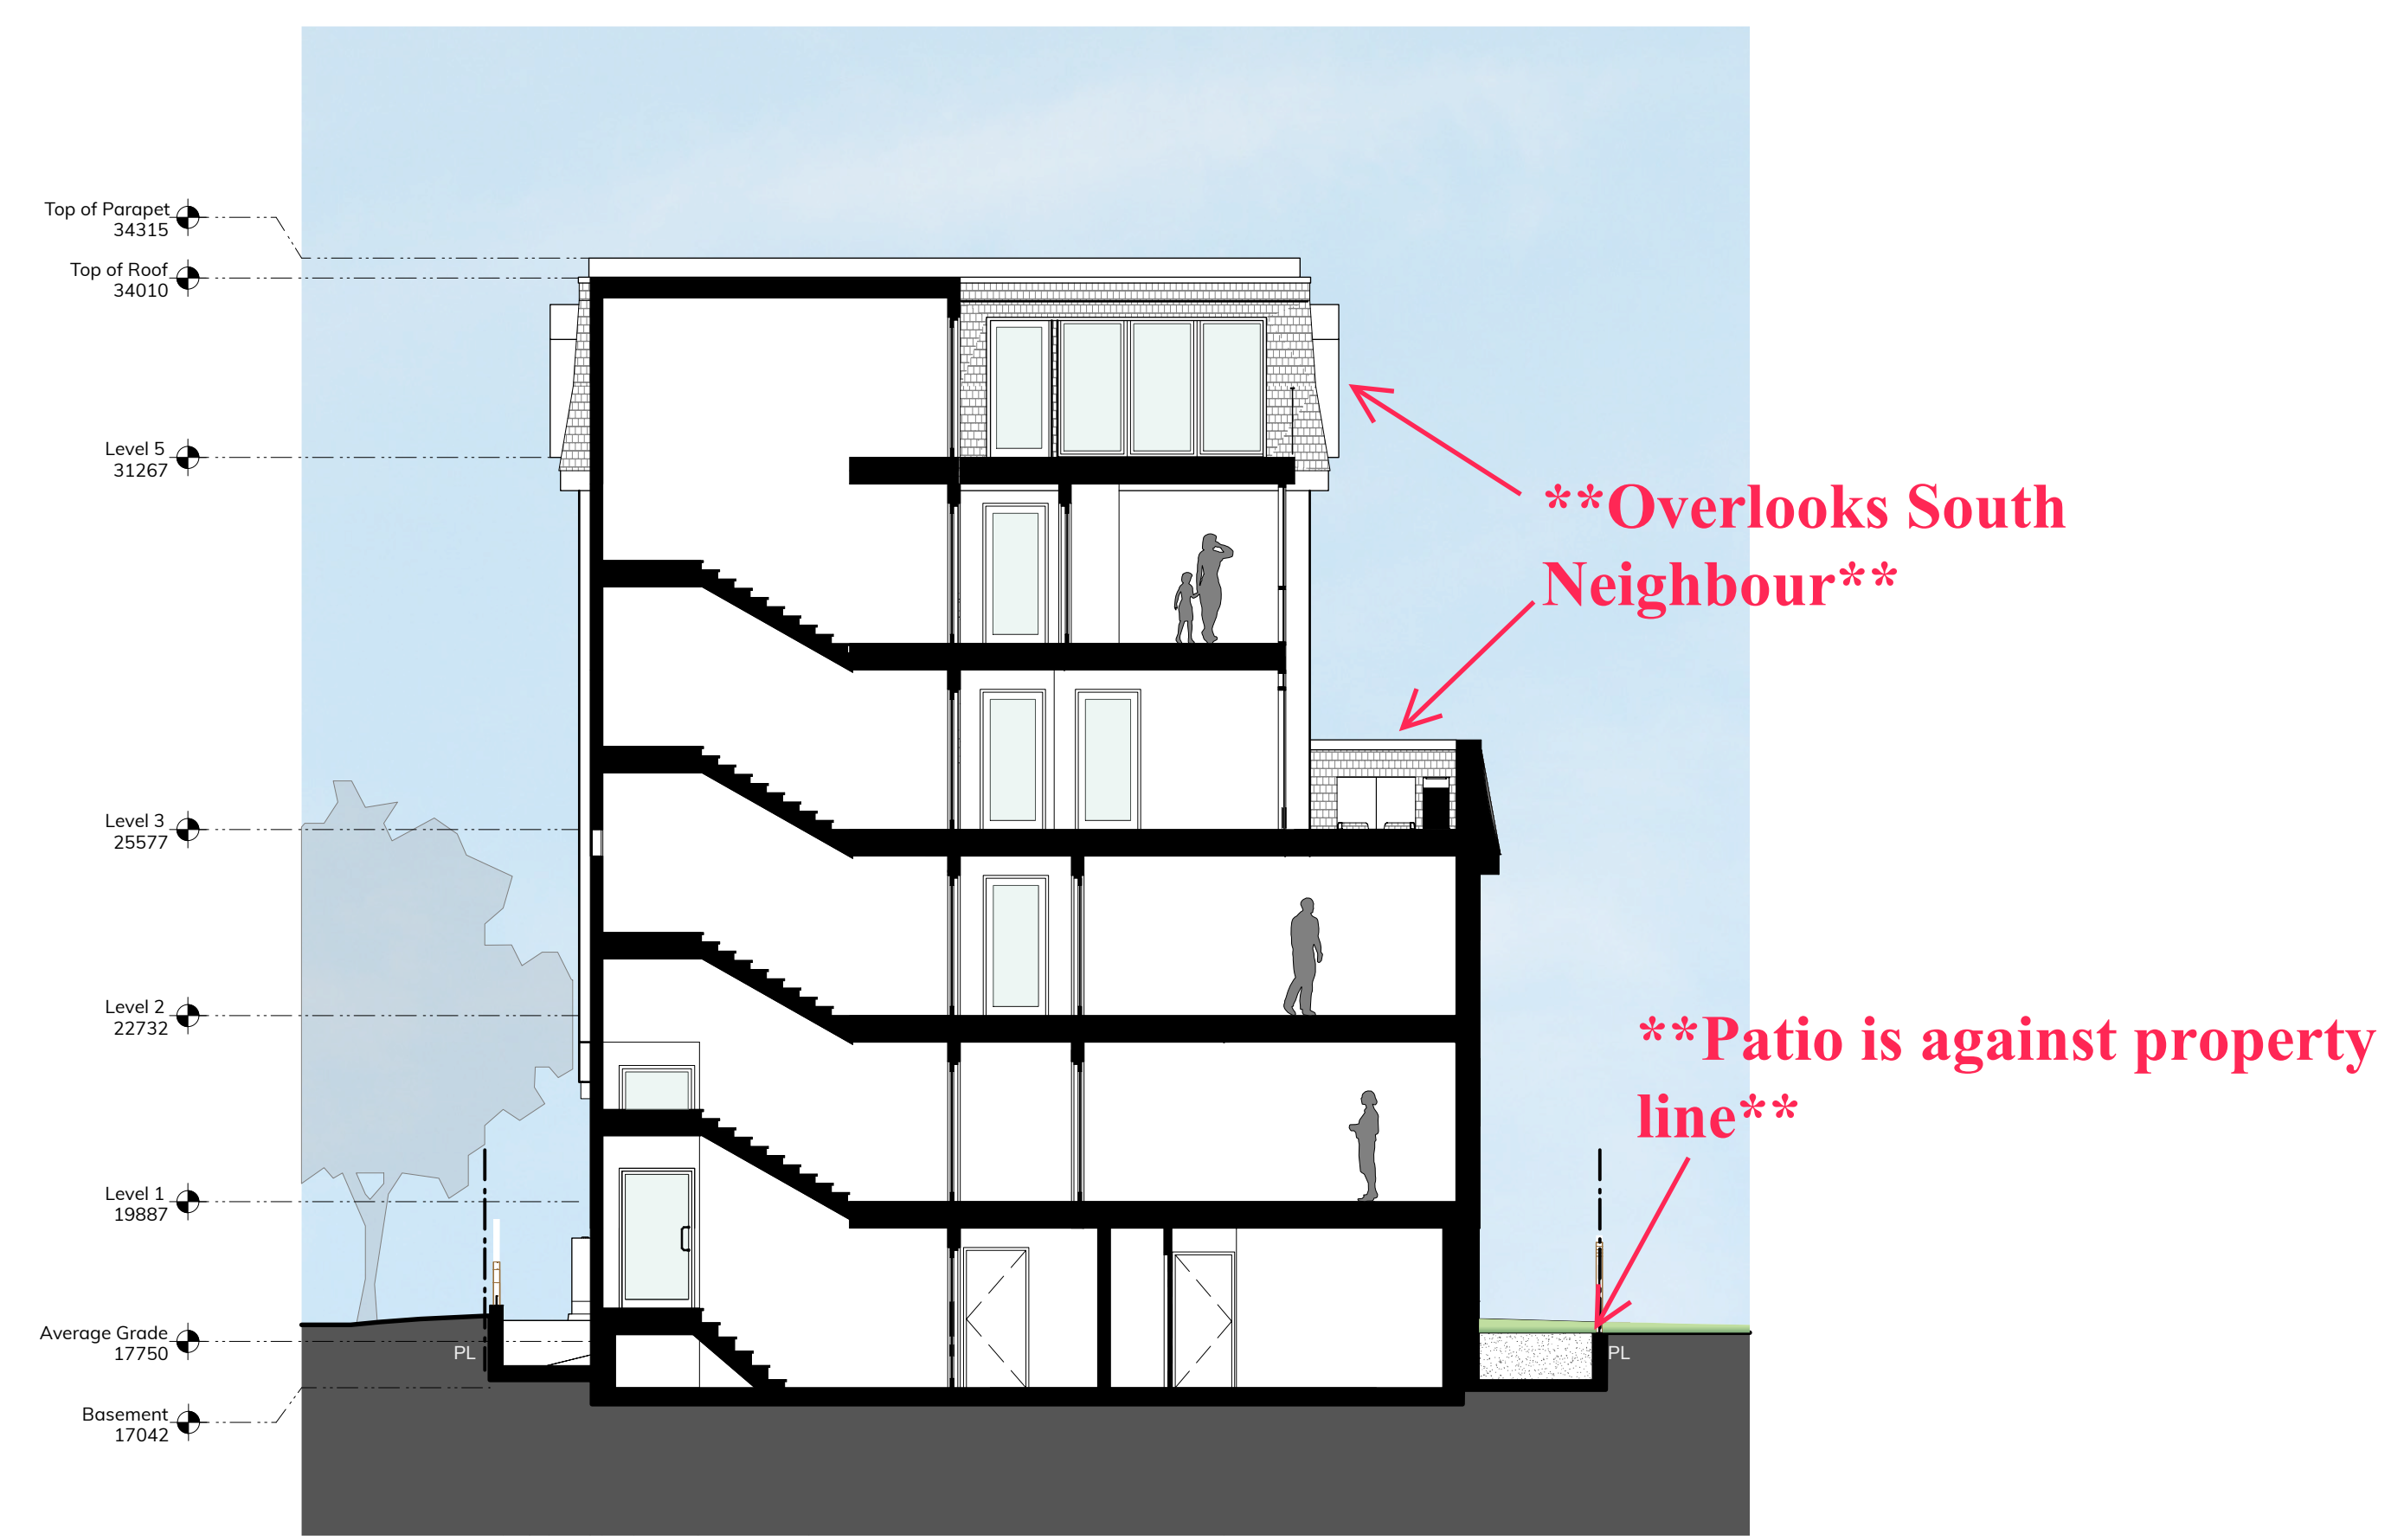 Top of Parapet
34315
Top of Roof
34010
Level 5
31267
**Overlooks South
Neighbour**
Level 3
25577
Level 2
22732
**Patio is against property
line**
Level 1
19887
Average Grade
17750
PL
PL
Basement
17042